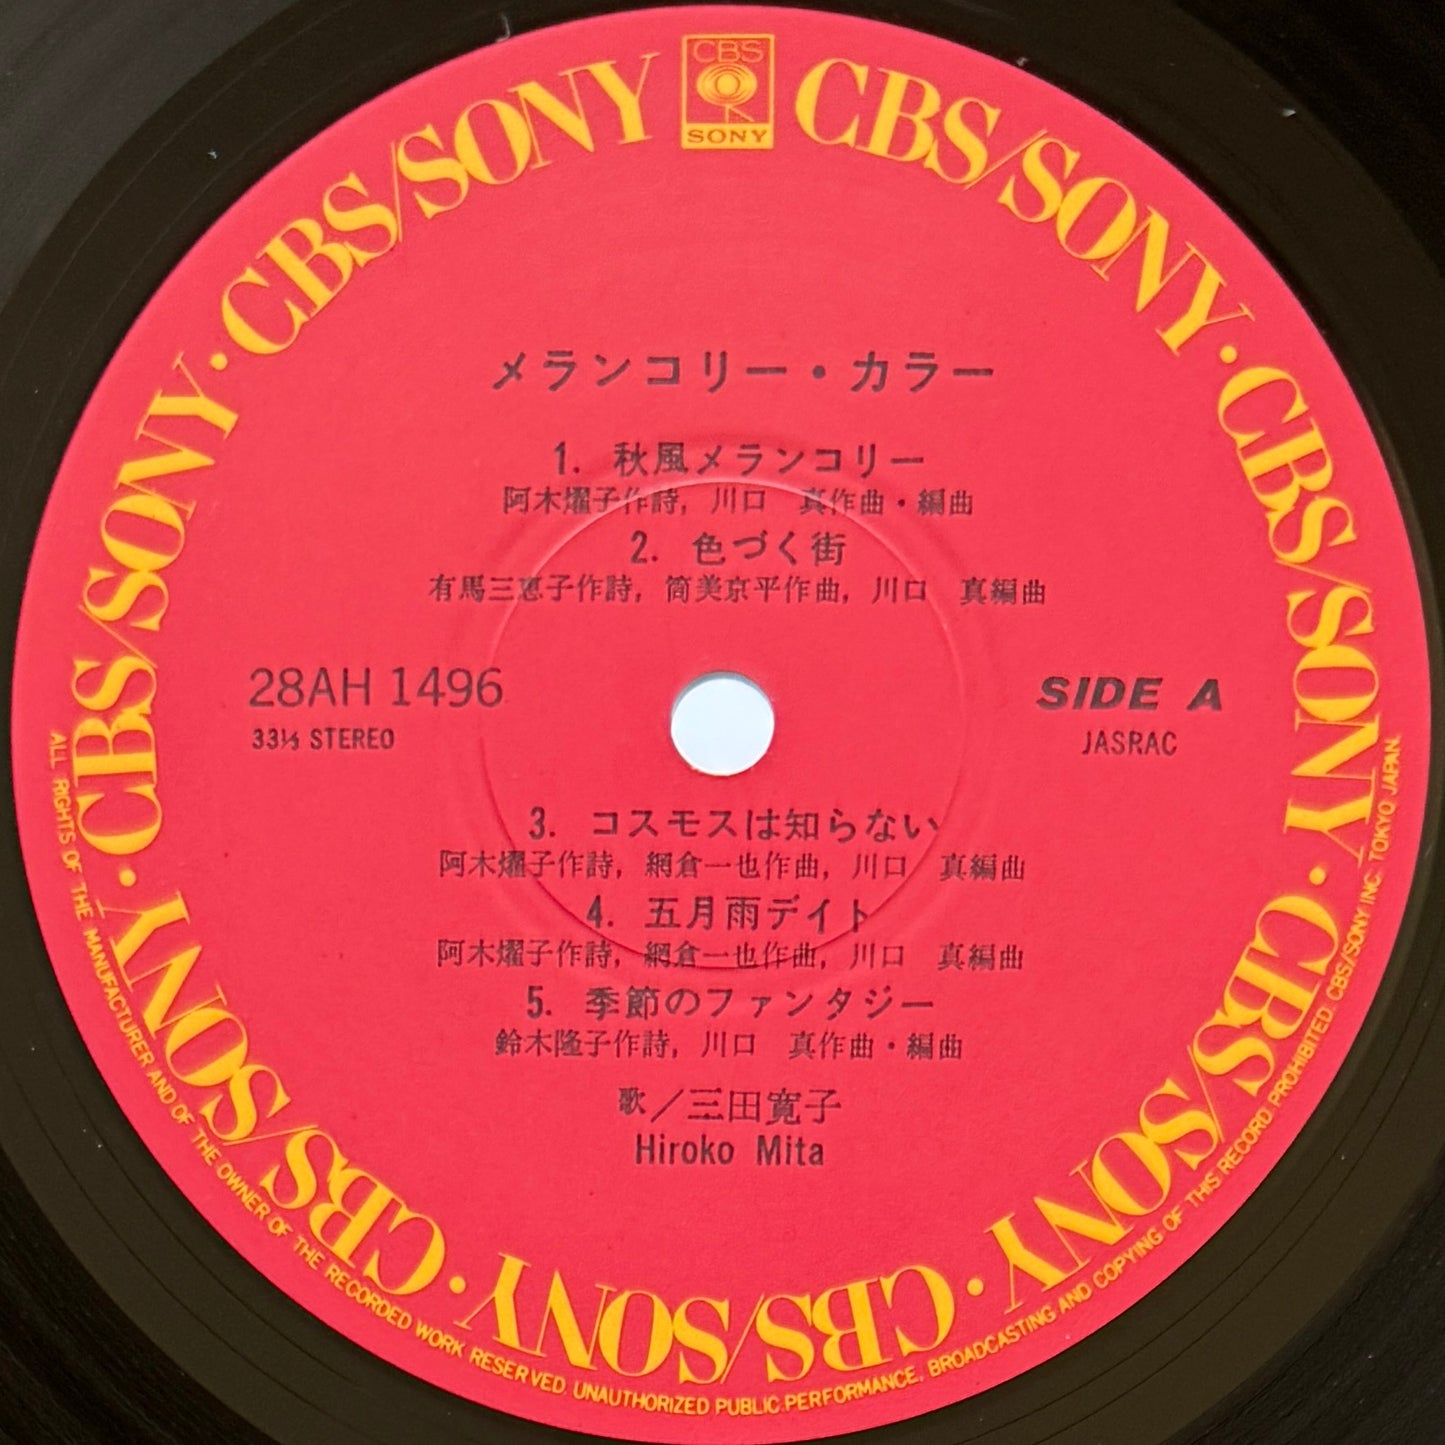 CBS
SONY
CBS/SONY · CBS/SONY · CBS/SONY · CBS/SONY · CBS/SONY · CBS/SONY · CBS/SONY · CBS/SONY
メランコリー・カラー
1. 秋風メランコリー
阿木燿子作詩, 川口 真作曲・編曲
2. 色づく街
有馬三恵子作詩, 筒美京平作曲, 川口 真編曲
28AH 1496
33⅓ STEREO
SIDE A
JASRAC
3. コスモスは知らない
阿木燿子作詩, 網倉一也作曲, 川口 真編曲
4. 五月雨デイト
阿木燿子作詩, 網倉一也作曲, 川口 真編曲
5. 季節のファンタジー
鈴木隆子作詩, 川口 真作曲・編曲
歌／三田寛子
Hiroko Mita
ALL RIGHTS OF THE MANUFACTURER AND OF THE OWNER OF THE RECORDED WORK RESERVED. UNAUTHORIZED PUBLIC PERFORMANCE, BROADCASTING AND COPYING OF THIS RECORD PROHIBITED. CBS/SONY INC. TOKYO JAPAN.